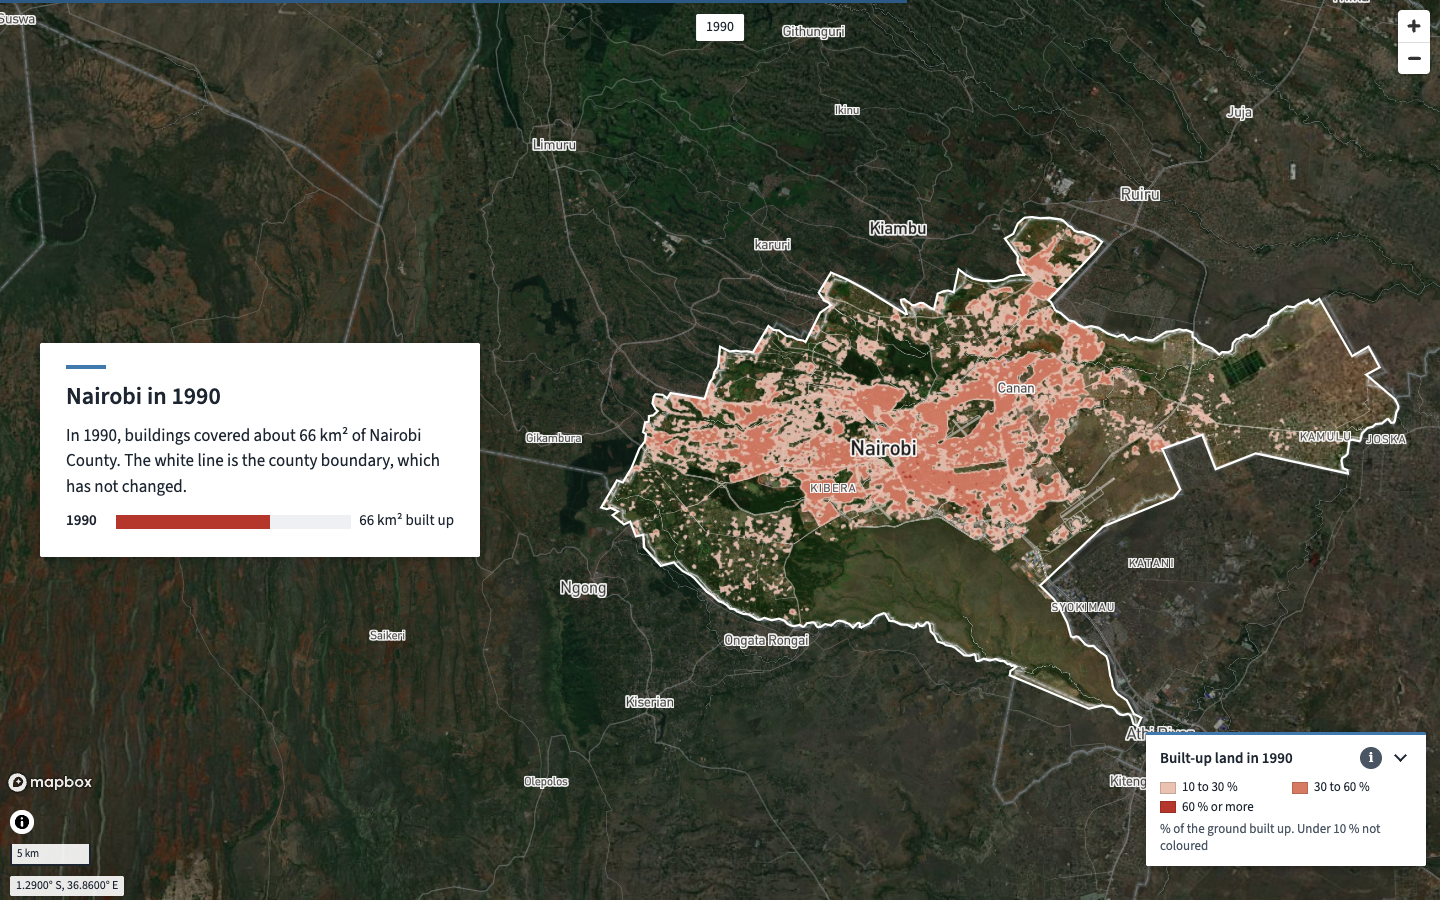 Suswa
1990
Githunguri
Ikinu
Juja
Limuru
Ruiru
Kiambu
karuri
Nairobi in 1990
In 1990, buildings covered about 66 km² of Nairobi
County. The white line is the county boundary, which
has not changed.
1990
66 km² built up
Canan
Gikambura
Nairobi
KAMULU
JOSKA
KIBERA
KATANI
Ngong
SYOKIMAU
Saikeri
Ongata Rongai
Kiserian
Olepolos
mapbox
5 km
1.2900° S, 36.8600° E
Built-up land in 1990
10 to 30 %
30 to 60 %
60 % or more
% of the ground built up. Under 10 % not
coloured